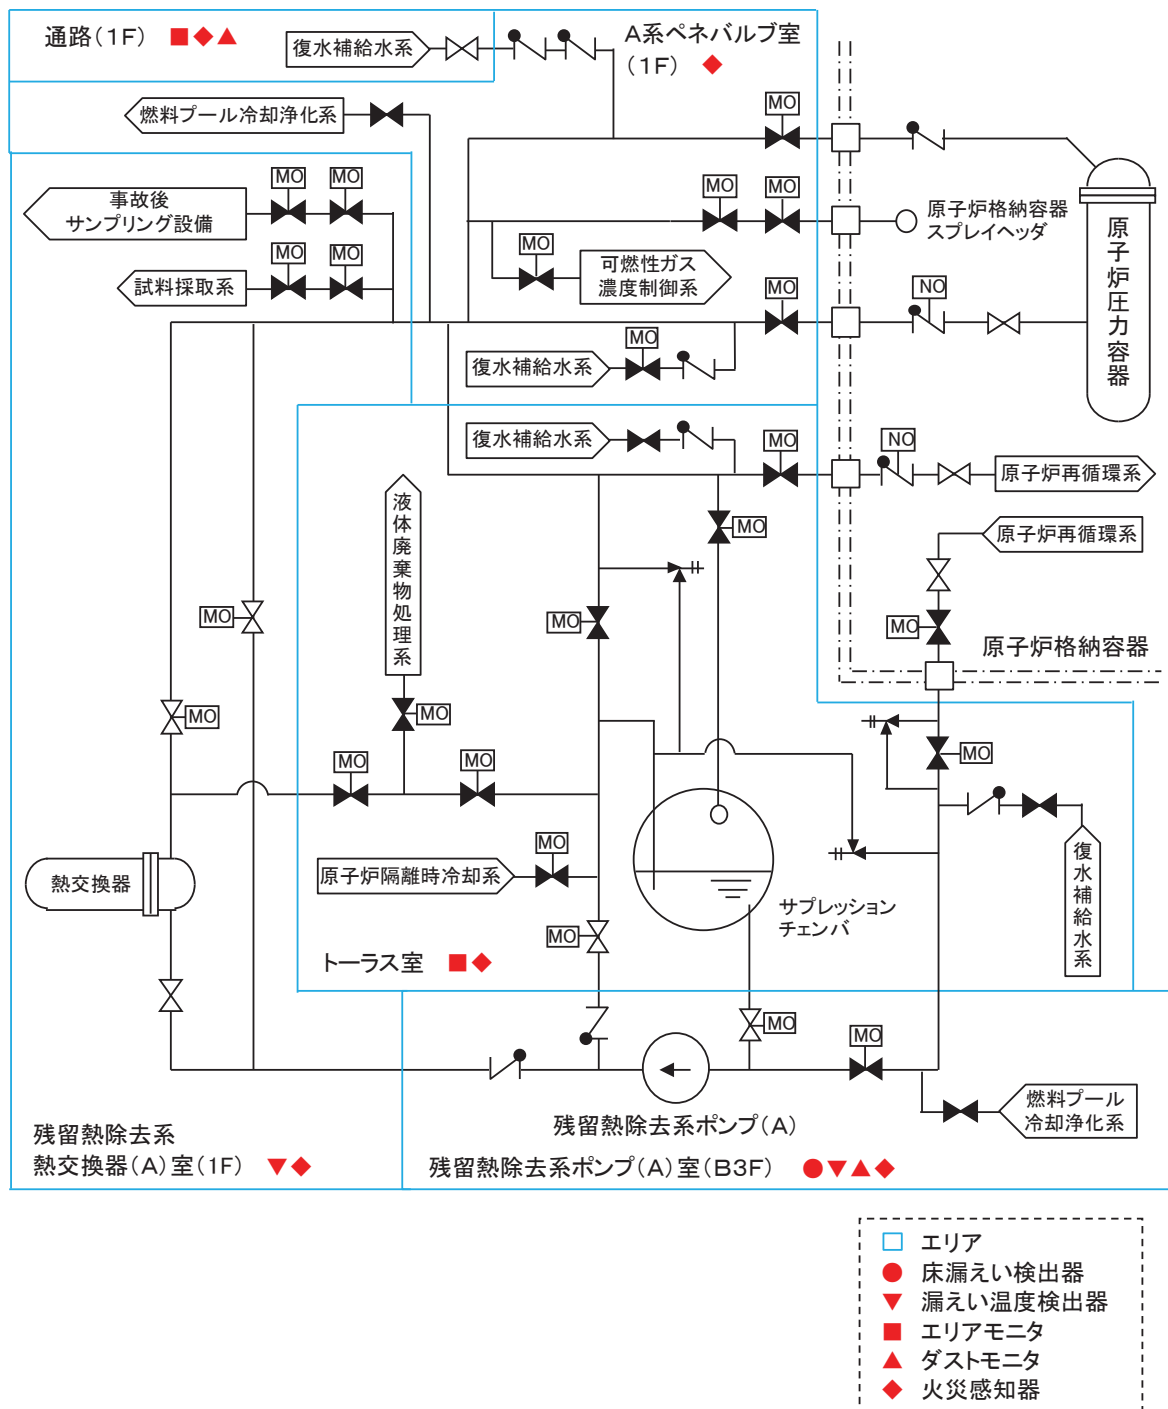 通路(1F)
復水補給水系
A系ペネバルブ室
(1F)
燃料プール冷却浄化系
MO
MO
MO
事故後
サンプリング設備
MO
MO
原子炉格納容器
スプレイヘッダ
原子炉圧力容器
MO
MO
MO
可燃性ガス
濃度制御系
試料採取系
MO
NO
MO
復水補給水系
復水補給水系
MO
NO
原子炉再循環系
液体廃棄物処理系
MO
原子炉再循環系
MO
MO
MO
原子炉格納容器
MO
MO
MO
MO
MO
MO
熱交換器
原子炉隔離時冷却系
復水補給水系
サプレッション
チェンバ
MO
トーラス室
MO
MO
燃料プール
冷却浄化系
残留熱除去系ポンプ(A)
残留熱除去系
熱交換器(A)室(1F)
残留熱除去系ポンプ(A)室(B3F)
エリア
床漏えい検出器
漏えい温度検出器
エリアモニタ
ダストモニタ
火災感知器